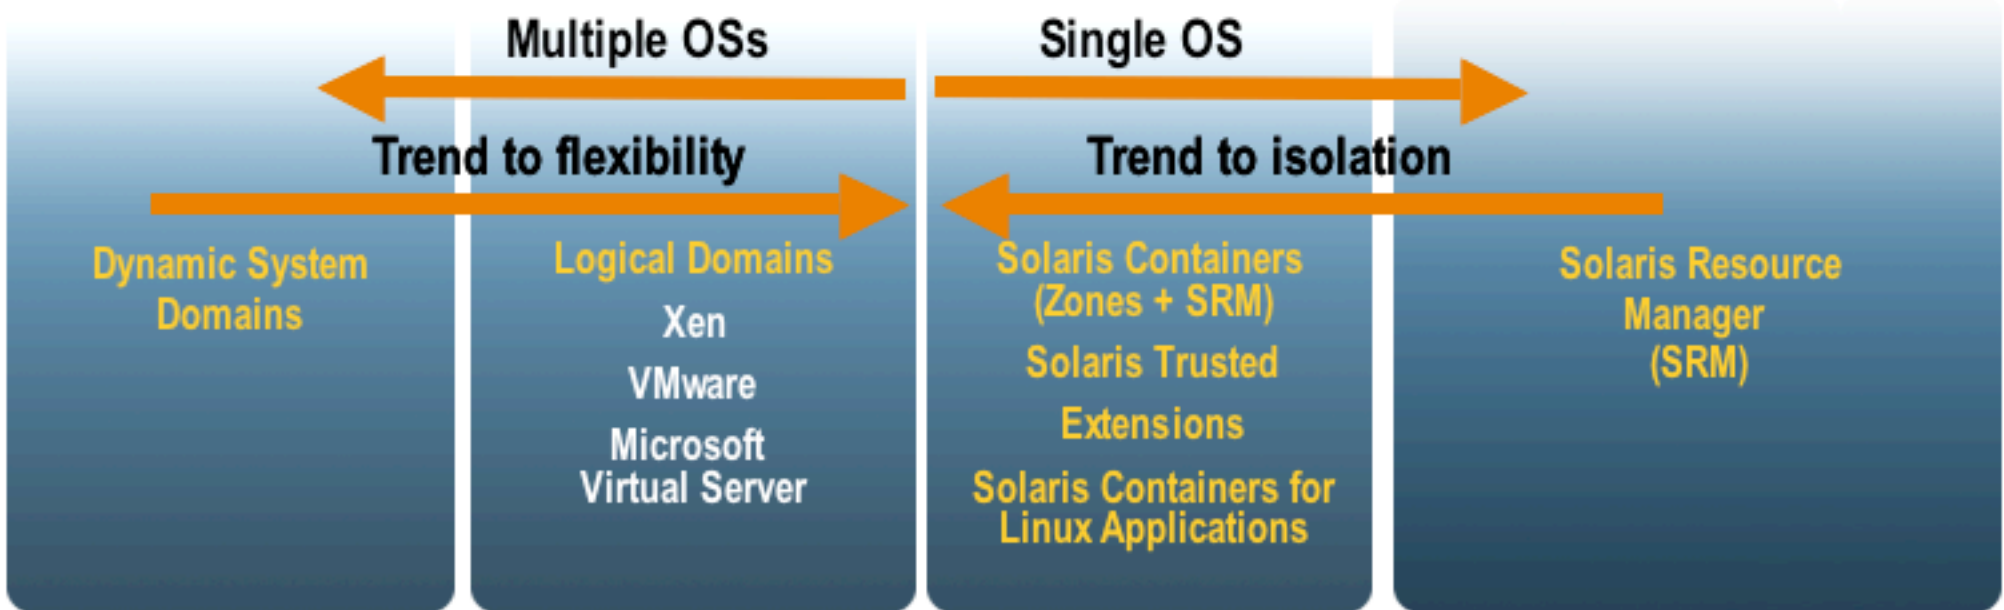 Multiple OSs
Single OS
Trend to flexibility
Trend to isolation
Dynamic System
Domains
Logical Domains
Xen
VMware
Microsoft
Virtual Server
Solaris Containers
(Zones + SRM)
Solaris Trusted
Extensions
Solaris Containers for
Linux Applications
Solaris Resource
Manager
(SRM)